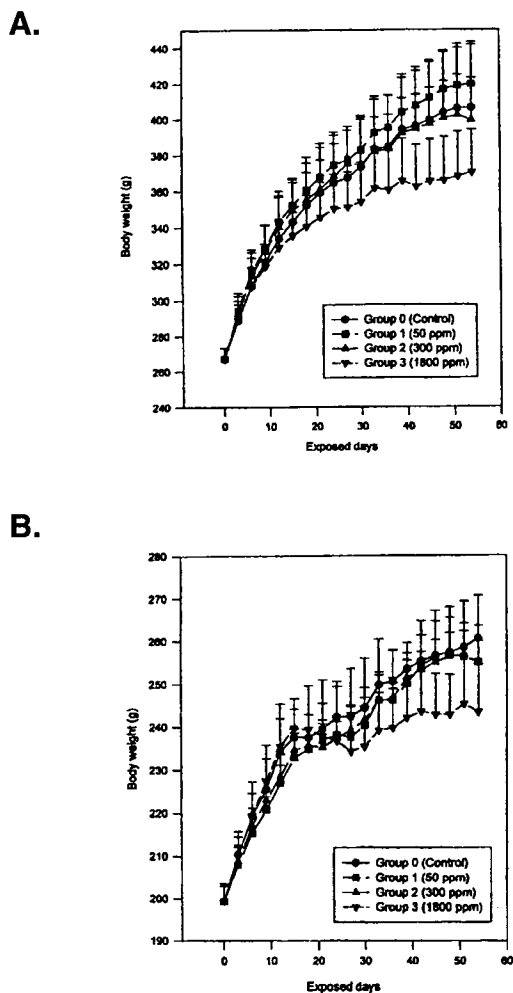 A.
440
420
400
380
360
340
320
300
280
260
240
Body weight (g)
Group 0 (Control)
Group 1 (50 ppm)
Group 2 (300 ppm)
Group 3 (1800 ppm)
0 10 20 30 40 50 60
Exposed days
B.
280
270
260
250
240
230
220
210
200
190
Body weight (g)
Group 0 (Control)
Group 1 (50 ppm)
Group 2 (300 ppm)
Group 3 (1800 ppm)
0 10 20 30 40 50 60
Exposed days